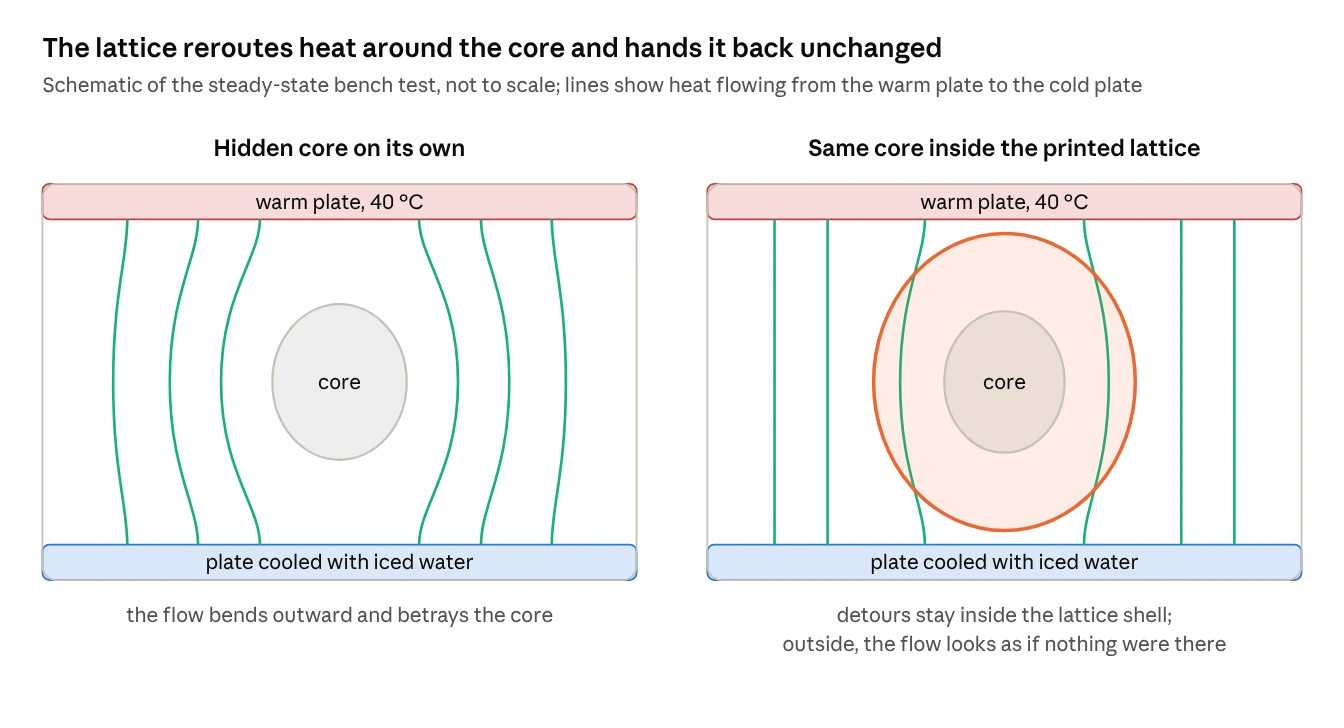 The lattice reroutes heat around the core and hands it back unchanged
Schematic of the steady-state bench test, not to scale; lines show heat flowing from the warm plate to the cold plate
Hidden core on its own
warm plate, 40 °C
core
plate cooled with iced water
the flow bends outward and betrays the core
Same core inside the printed lattice
warm plate, 40 °C
core
plate cooled with iced water
detours stay inside the lattice shell;
outside, the flow looks as if nothing were there